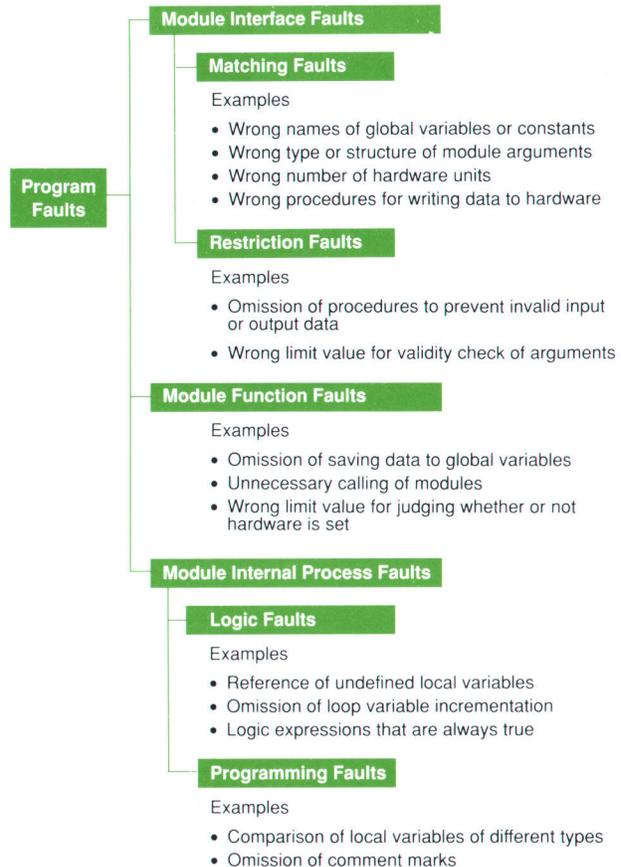 Module Interface Faults
Matching Faults
Examples
• Wrong names of global variables or constants
• Wrong type or structure of module arguments
• Wrong number of hardware units
• Wrong procedures for writing data to hardware
Program
Faults
Restriction Faults
Examples
• Omission of procedures to prevent invalid input
or output data
• Wrong limit value for validity check of arguments
Module Function Faults
Examples
• Omission of saving data to global variables
• Unnecessary calling of modules
• Wrong limit value for judging whether or not
hardware is set
Module Internal Process Faults
Logic Faults
Examples
• Reference of undefined local variables
• Omission of loop variable incrementation
• Logic expressions that are always true
Programming Faults
Examples
• Comparison of local variables of different types
• Omission of comment marks